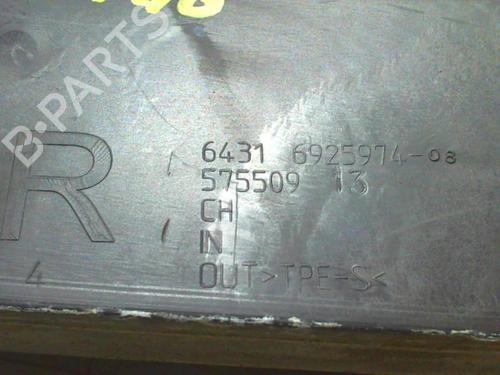 B-PARTS
6431 6925974-08
575509 13
CH
IN
OUT>TPE-S<
R
4